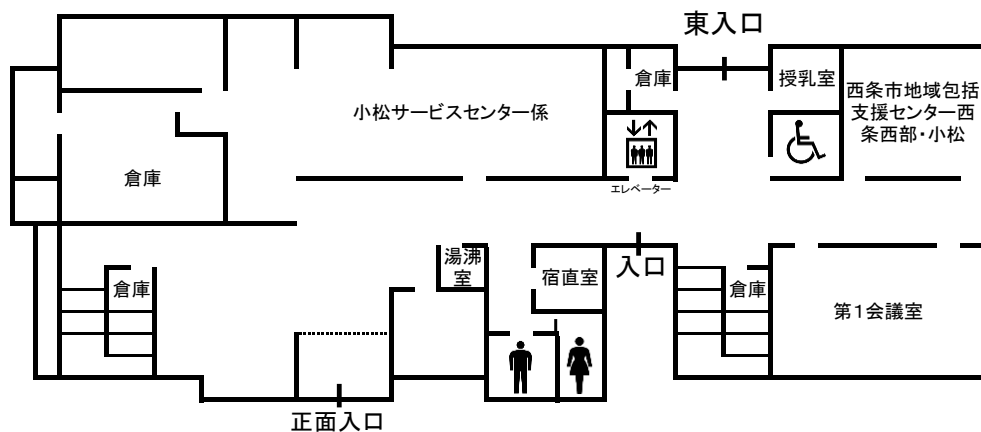 東入口
小松サービスセンター係
倉庫
授乳室
西条市地域包括
支援センター西
条西部・小松
倉庫
エレベーター
湯沸
室
宿直室
入口
倉庫
倉庫
第1会議室
正面入口